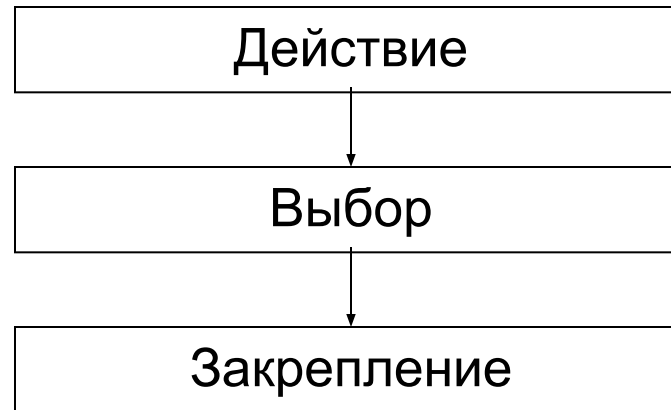 Действие
Выбор
Закрепление